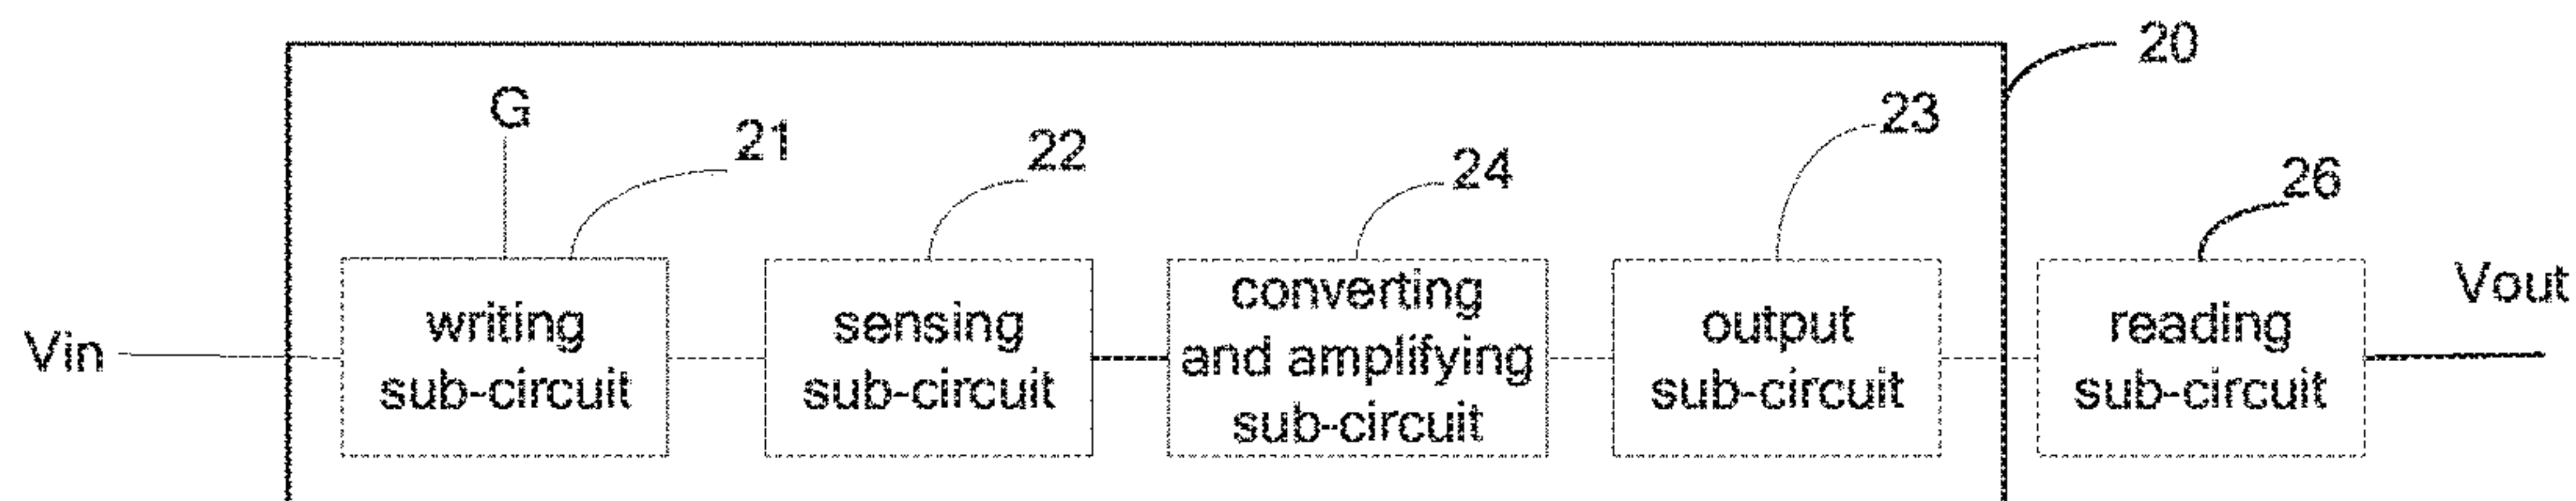 20
G
21
22
24
23
26
Vin
writing
sub-circuit
sensing
sub-circuit
converting
and amplifying
sub-circuit
output
sub-circuit
reading
sub-circuit
Vout